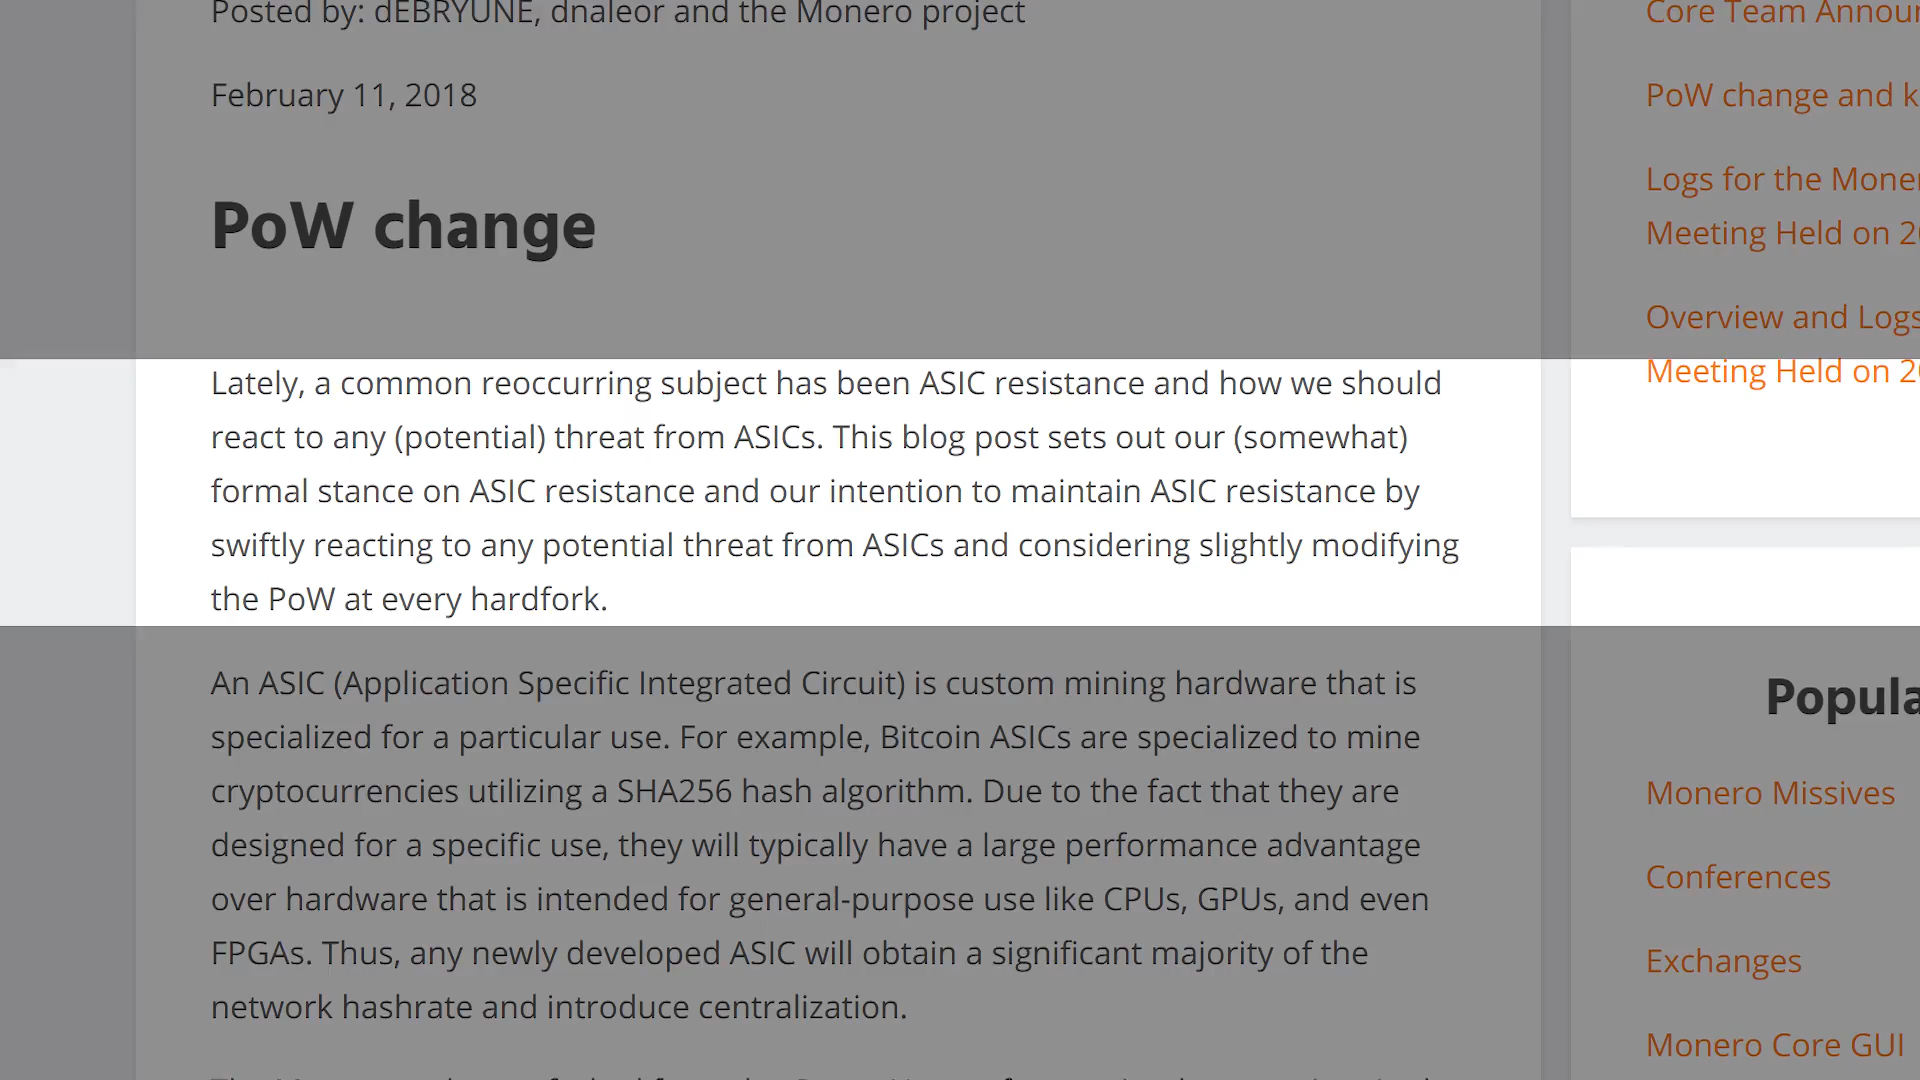 Posted by: dEBRYUNE, dnaleor and the Monero project
February 11, 2018
PoW change
Lately, a common reoccurring subject has been ASIC resistance and how we should
react to any (potential) threat from ASICs. This blog post sets out our (somewhat)
formal stance on ASIC resistance and our intention to maintain ASIC resistance by
swiftly reacting to any potential threat from ASICs and considering slightly modifying
the PoW at every hardfork.
An ASIC (Application Specific Integrated Circuit) is custom mining hardware that is
specialized for a particular use. For example, Bitcoin ASICs are specialized to mine
cryptocurrencies utilizing a SHA256 hash algorithm. Due to the fact that they are
designed for a specific use, they will typically have a large performance advantage
over hardware that is intended for general-purpose use like CPUs, GPUs, and even
FPGAs. Thus, any newly developed ASIC will obtain a significant majority of the
network hashrate and introduce centralization.
Core Team
PoW change and
Logs for the
Meeting Held on
Overview and Logs
Meeting Held on
Monero Missives
Conferences
Exchanges
Monero Core GUI